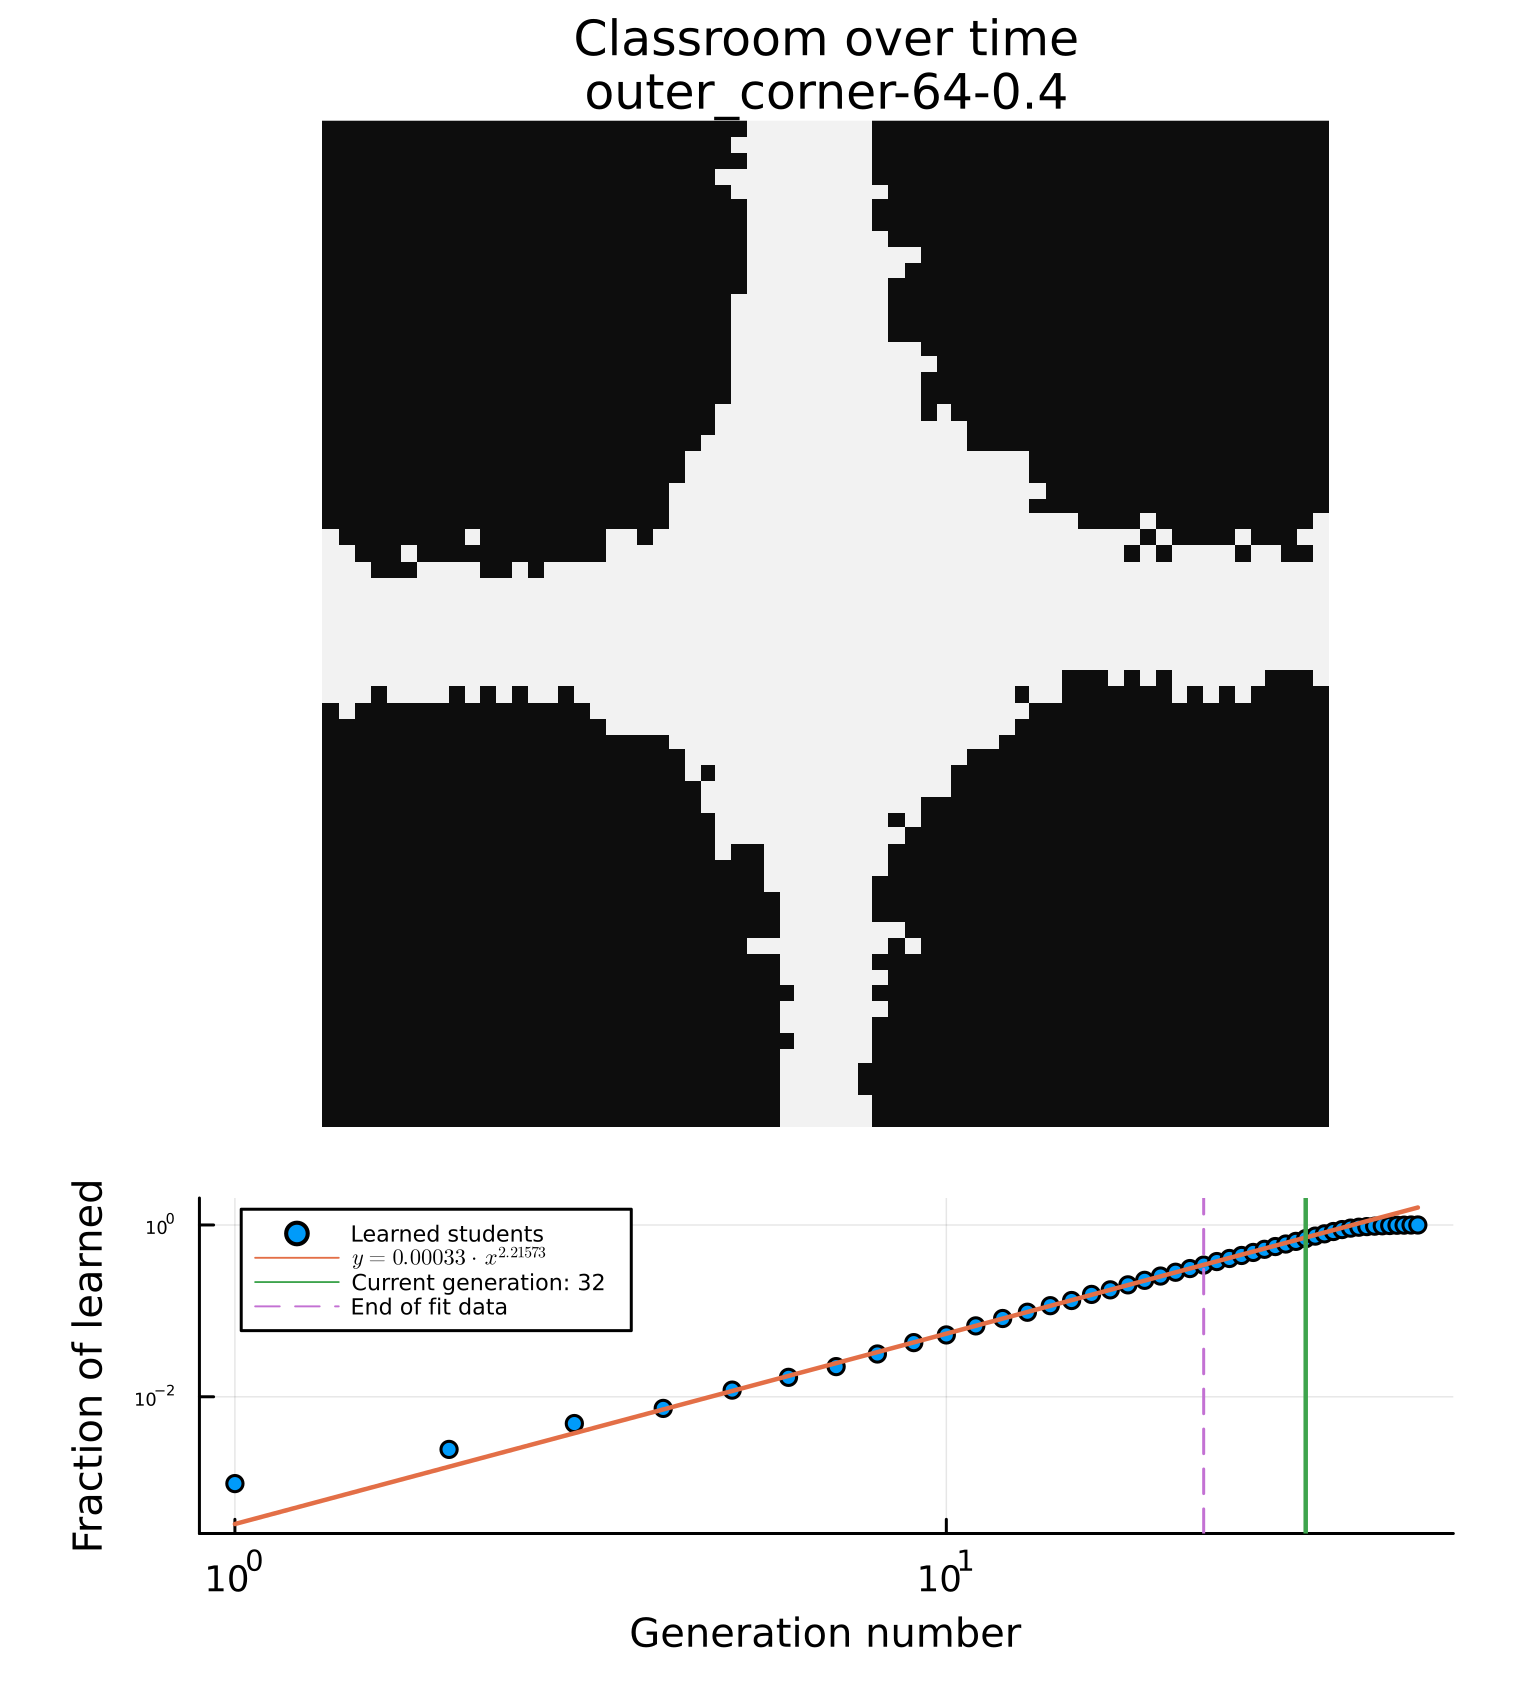 Classroom over time
outer_corner-64-0.4
Fraction of learned
10⁰
10⁻²
Learned students
y = 0.00033 · x^2.21573
Current generation: 32
End of fit data
10⁰
10¹
Generation number